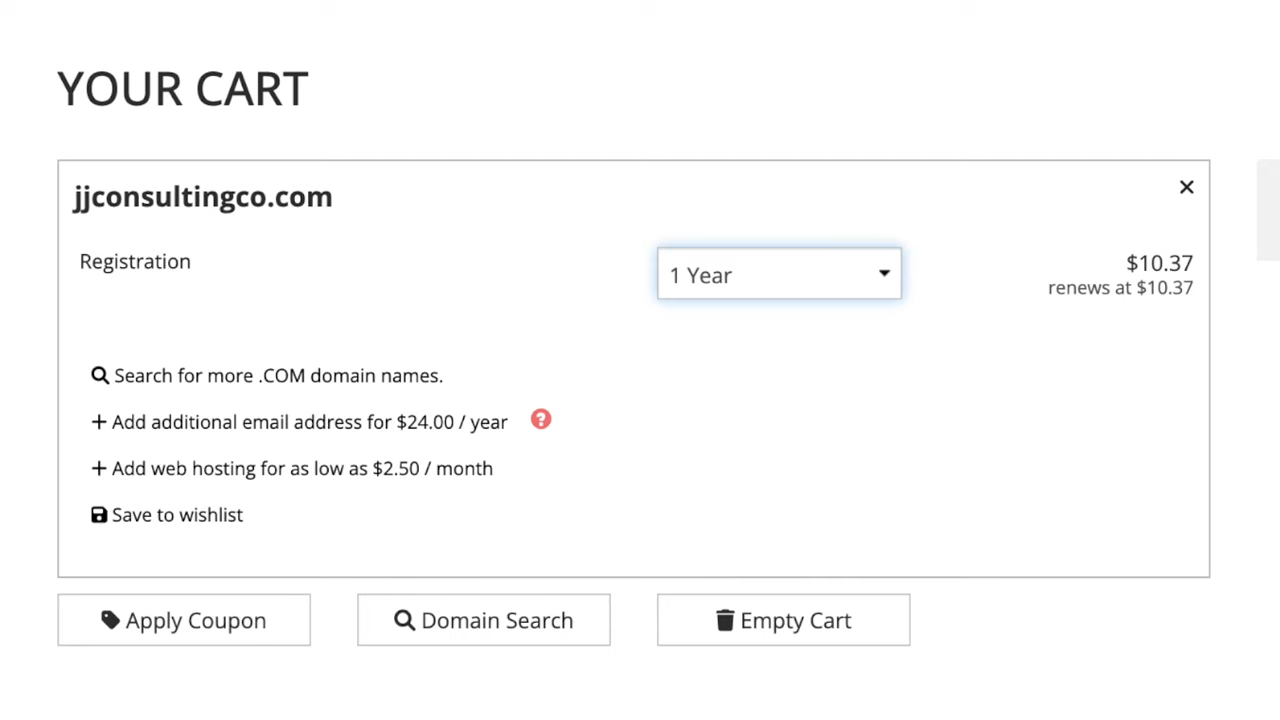 YOUR CART
jjconsultingco.com
Registration
1 Year
$10.37
renews at $10.37
Search for more .COM domain names.
Add additional email address for $24.00 / year
Add web hosting for as low as $2.50 / month
Save to wishlist
Apply Coupon
Domain Search
Empty Cart